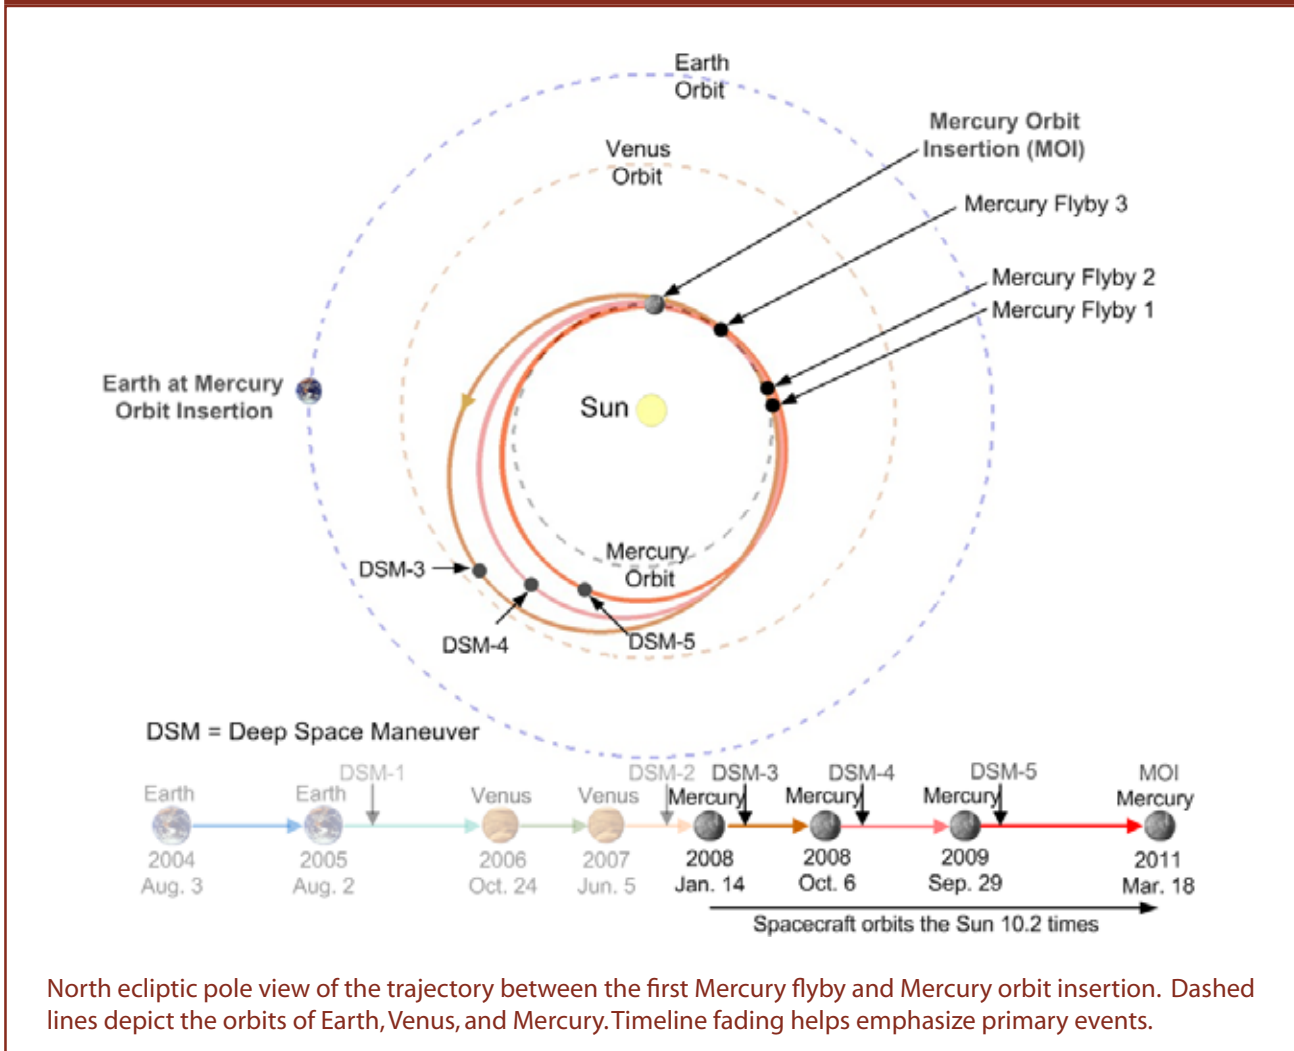 Earth
Orbit
Mercury Orbit
Insertion (MOI)
Venus
Orbit
Mercury Flyby 3
Mercury Flyby 2
Mercury Flyby 1
Earth at Mercury
Orbit Insertion
Sun
Mercury
Orbit
DSM-3
DSM-4
DSM-5
DSM = Deep Space Maneuver
DSM-1 DSM-2 DSM-3 DSM-4 DSM-5 MOI
Earth Earth Venus Venus Mercury Mercury Mercury Mercury
2004 2005 2006 2007 2008 2008 2009 2011
Aug. 3 Aug. 2 Oct. 24 Jun. 5 Jan. 14 Oct. 6 Sep. 29 Mar. 18
Spacecraft orbits the Sun 10.2 times
North ecliptic pole view of the trajectory between the first Mercury flyby and Mercury orbit insertion. Dashed
lines depict the orbits of Earth, Venus, and Mercury. Timeline fading helps emphasize primary events.